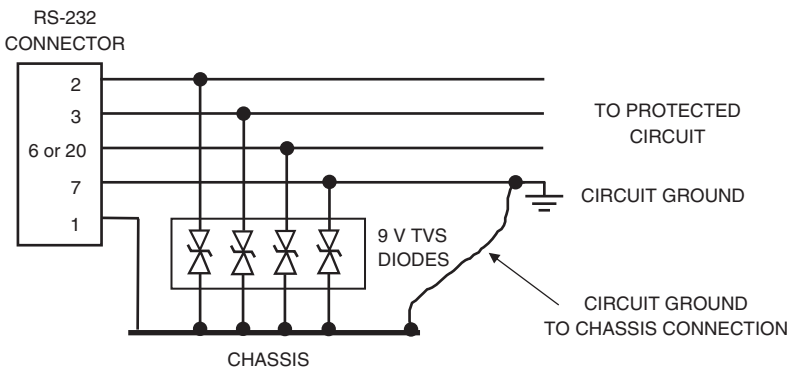 RS-232
CONNECTOR
2
3
6 or 20
7
1
TO PROTECTED
CIRCUIT
CIRCUIT GROUND
9 V TVS
DIODES
CIRCUIT GROUND
TO CHASSIS CONNECTION
CHASSIS